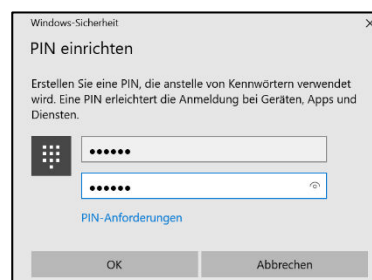 Windows-Sicherheit
PIN einrichten
Erstellen Sie eine PIN, die anstelle von Kennwörtern verwendet
wird. Eine PIN erleichtert die Anmeldung bei Geräten, Apps und
Diensten.
●●●●●●
●●●●●●
PIN-Anforderungen
OK Abbrechen